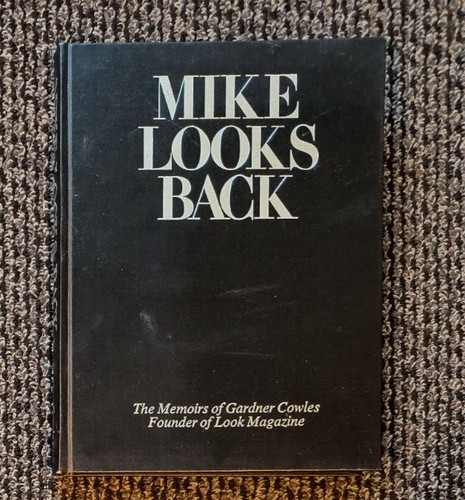 MIKE
LOOKS
BACK
The Memoirs of Gardner Cowles
Founder of Look Magazine